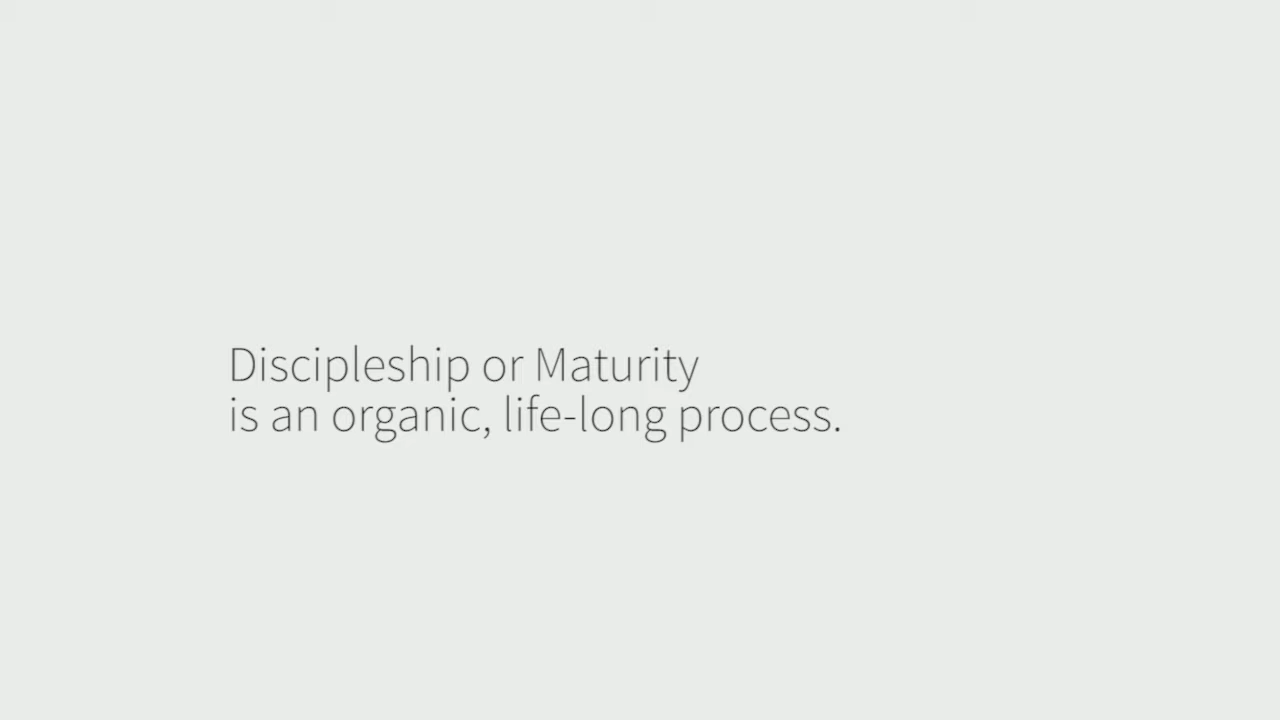 Discipleship or Maturity
is an organic, life-long process.